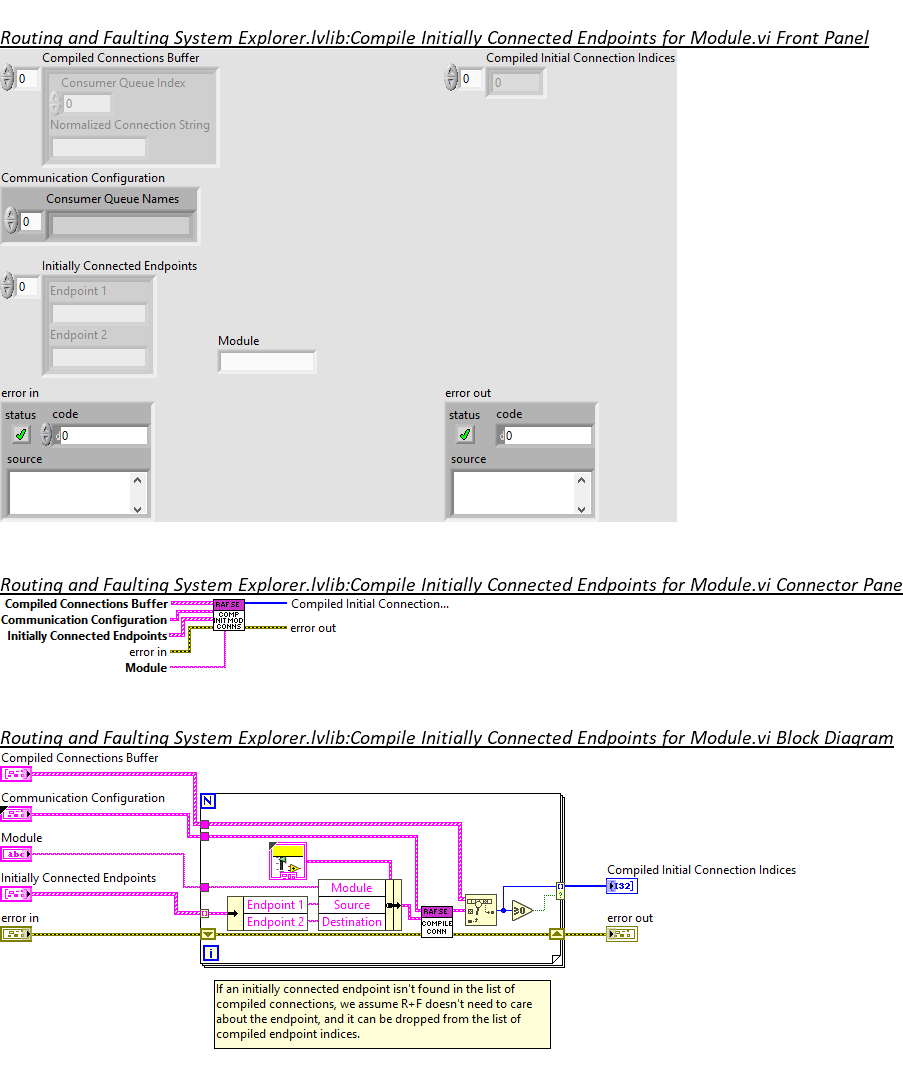 Routing and Faulting System Explorer.lvlib:Compile Initially Connected Endpoints for Module.vi Front Panel
Compiled Connections Buffer
Compiled Initial Connection Indices
0
Consumer Queue Index
0
Normalized Connection String
0
0
Communication Configuration
Consumer Queue Names
0
Initially Connected Endpoints
0
Endpoint 1
Endpoint 2
Module
error in
status
code
d0
source
error out
status
code
d0
source
Routing and Faulting System Explorer.lvlib:Compile Initially Connected Endpoints for Module.vi Connector Pane
Compiled Connections Buffer
Communication Configuration
Initially Connected Endpoints
error in
Module
RAF SE
COMP
INIT MOD
CONNS
Compiled Initial Connection...
error out
Routing and Faulting System Explorer.lvlib:Compile Initially Connected Endpoints for Module.vi Block Diagram
Compiled Connections Buffer
Communication Configuration
Module
abc
Initially Connected Endpoints
error in
N
Module
Endpoint 1
Source
Endpoint 2
Destination
RAF SE
COMPILE
CONN
≥0
?
i
Compiled Initial Connection Indices
I32
error out
If an initially connected endpoint isn't found in the list of
compiled connections, we assume R+F doesn't need to care
about the endpoint, and it can be dropped from the list of
compiled endpoint indices.